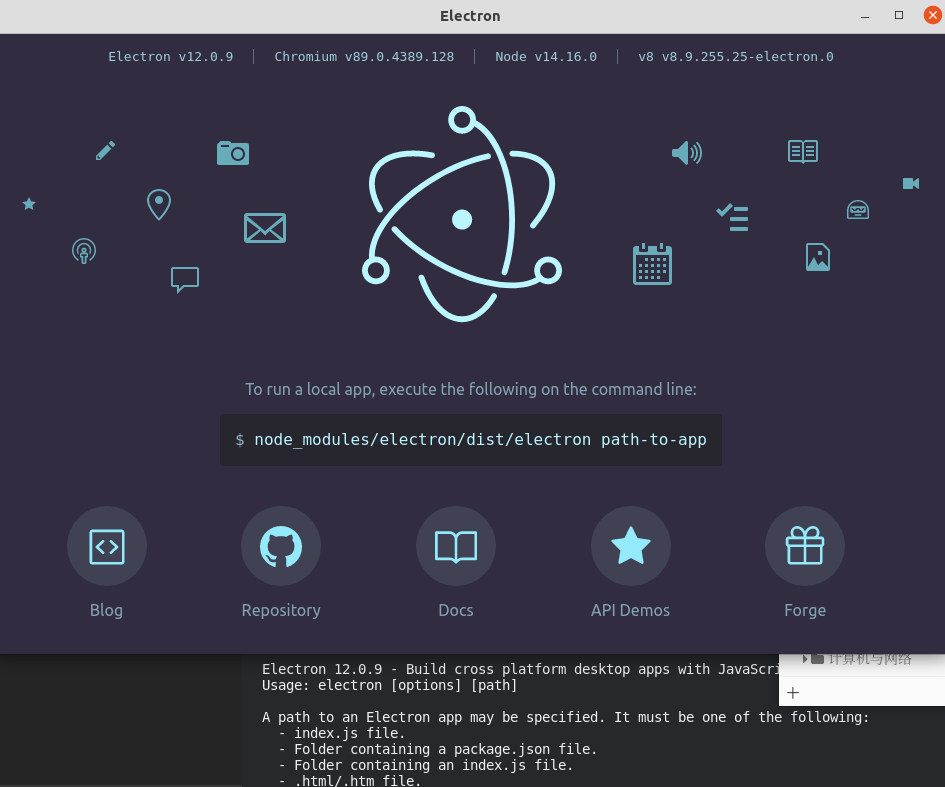 Electron
Electron v12.0.9
Chromium v89.0.4389.128
Node v14.16.0
v8 v8.9.255.25-electron.0
To run a local app, execute the following on the command line:
$ node_modules/electron/dist/electron path-to-app
Blog
Repository
Docs
API Demos
Forge
计算机与网络
Electron 12.0.9 - Build cross platform desktop apps with JavaScri
Usage: electron [options] [path]
A path to an Electron app may be specified. It must be one of the following:
- index.js file.
- Folder containing a package.json file.
- Folder containing an index.js file.
- .html/.htm file.